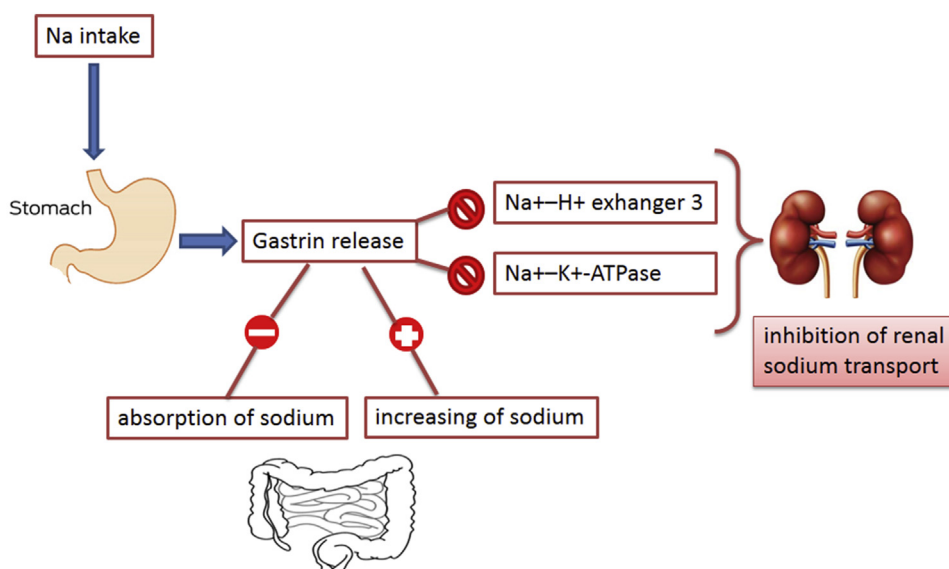 Na intake
Stomach
Gastrin release
Na+–H+ exhanger 3
Na+–K+-ATPase
inhibition of renal
sodium transport
absorption of sodium
increasing of sodium